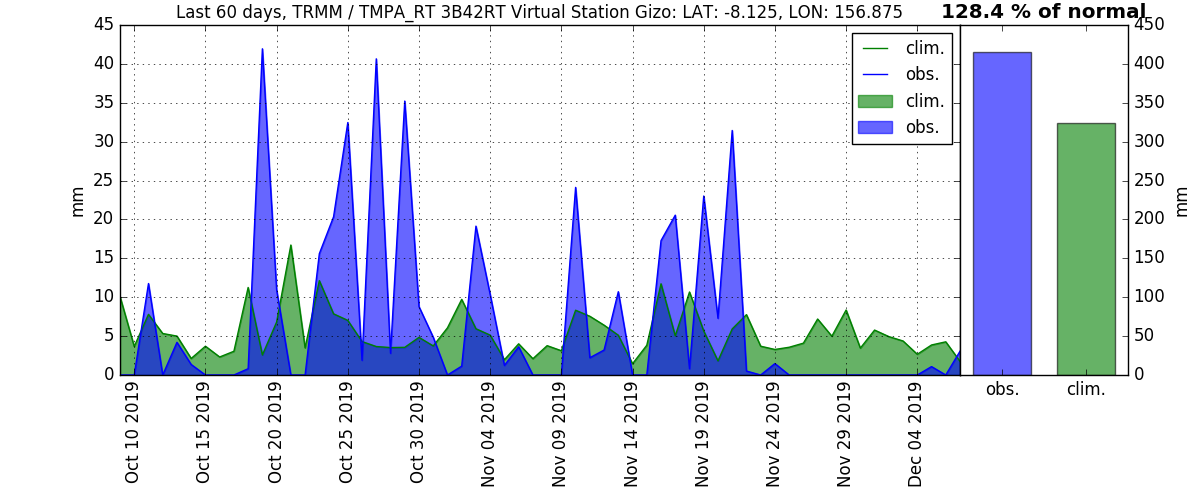 Last 60 days, TRMM / TMPA_RT 3B42RT Virtual Station Gizo: LAT: -8.125, LON: 156.875
128.4 % of normal
45
40
35
30
25
20
15
10
5
0
mm
clim.
obs.
clim.
obs.
450
400
350
300
250
200
150
100
50
0
mm
Oct 10 2019
Oct 15 2019
Oct 20 2019
Oct 25 2019
Oct 30 2019
Nov 04 2019
Nov 09 2019
Nov 14 2019
Nov 19 2019
Nov 24 2019
Nov 29 2019
Dec 04 2019
obs.
clim.